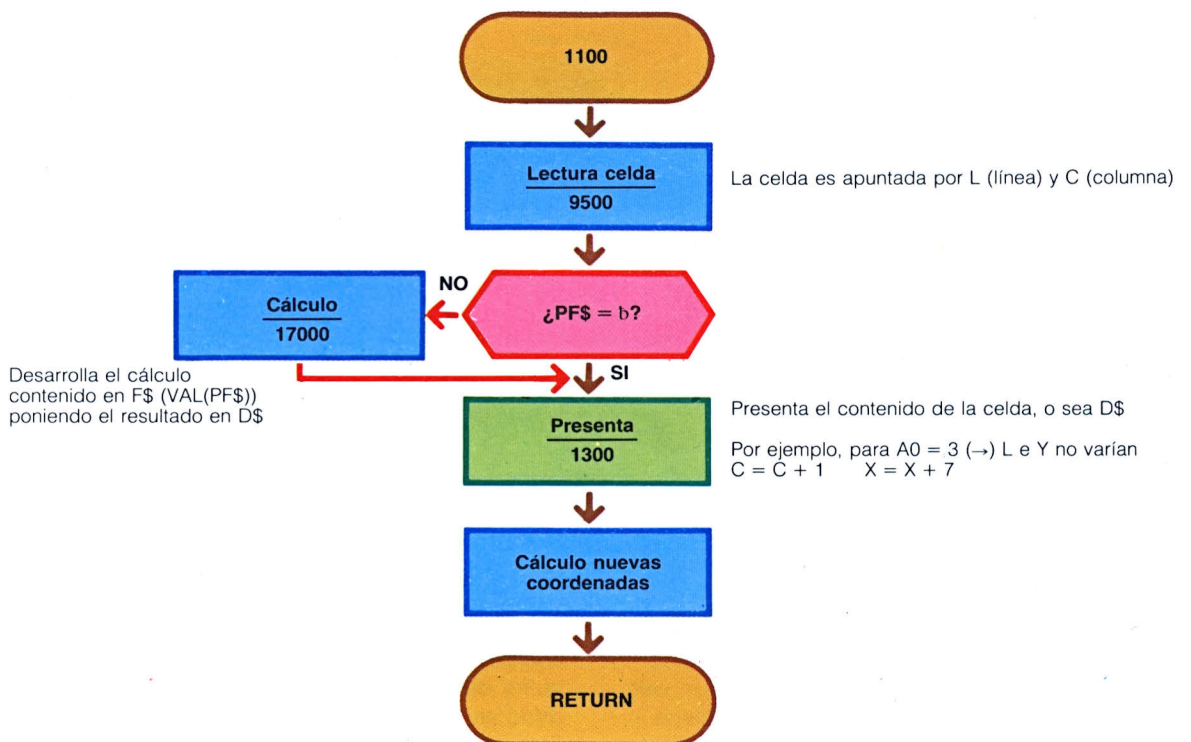 1100
Lectura celda
9500
La celda es apuntada por L (línea) y C (columna)
NO
¿PF$ = b?
Cálculo
17000
SI
Desarrolla el cálculo
contenido en F$ (VAL(PF$))
poniendo el resultado en D$
Presenta
1300
Presenta el contenido de la celda, o sea D$
Por ejemplo, para A0 = 3 (→) L e Y no varían
C = C + 1 X = X + 7
Cálculo nuevas
coordenadas
RETURN